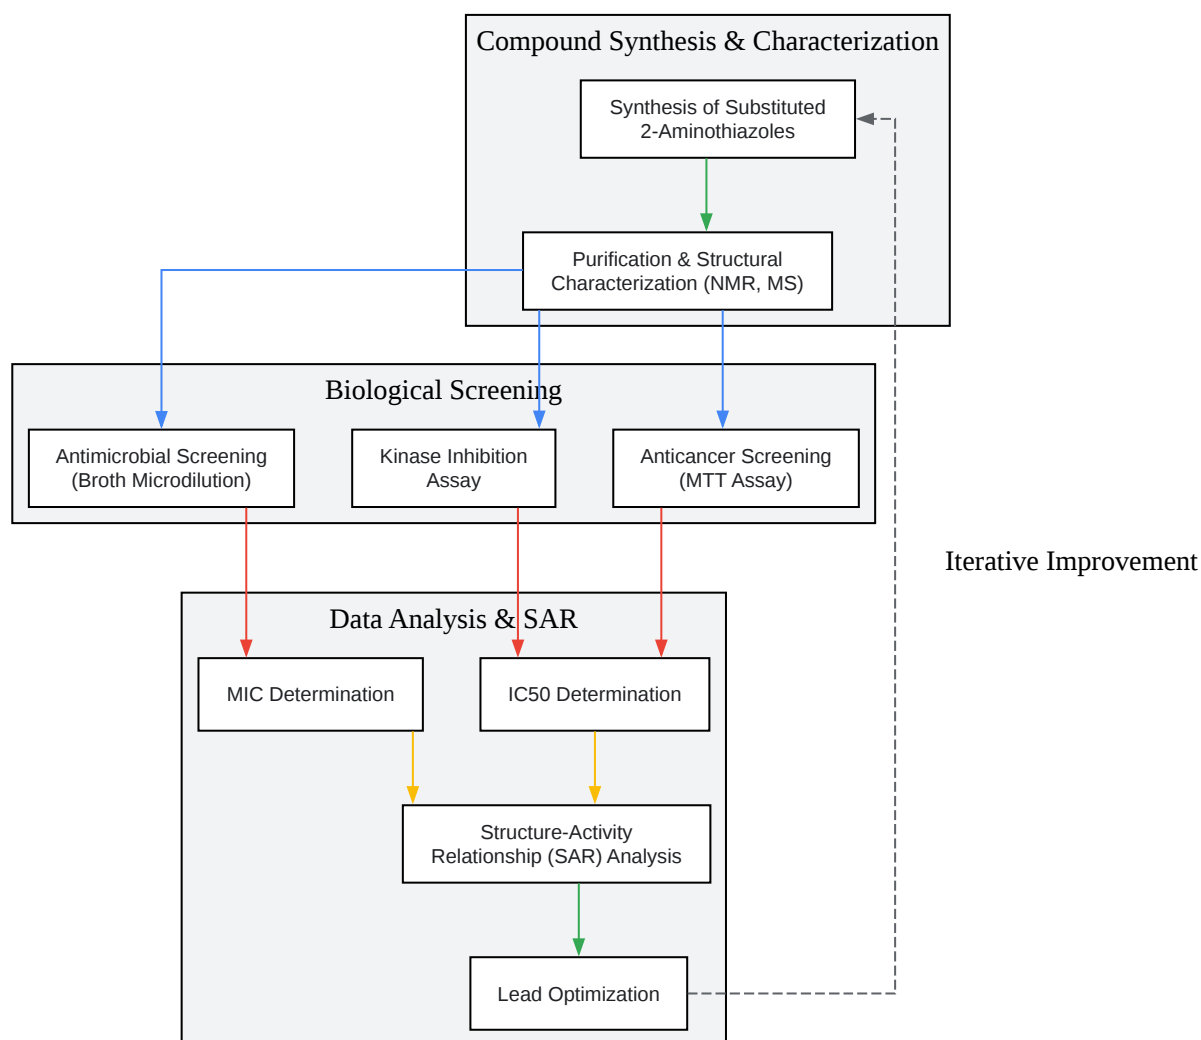 Compound Synthesis & Characterization
Synthesis of Substituted
2-Aminothiazoles
Purification & Structural
Characterization (NMR, MS)
Biological Screening
Antimicrobial Screening
(Broth Microdilution)
Kinase Inhibition
Assay
Anticancer Screening
(MTT Assay)
Iterative Improvement
Data Analysis & SAR
MIC Determination
IC50 Determination
Structure-Activity
Relationship (SAR) Analysis
Lead Optimization